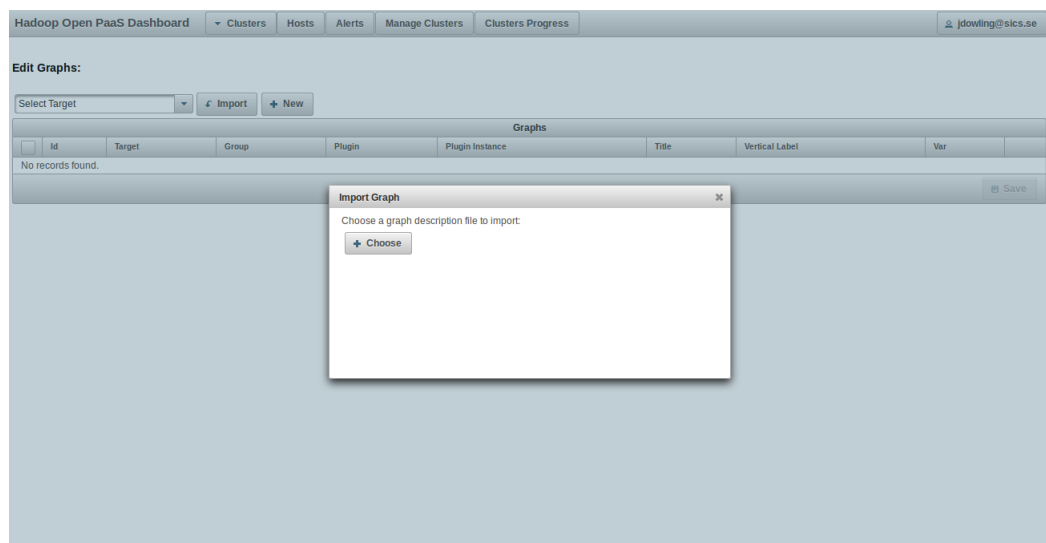 Hadoop Open PaaS Dashboard Clusters Hosts Alerts Manage Clusters Clusters Progress jdowling@sics.se
Edit Graphs:
Select Target Import New
Graphs
Id Target Group Plugin Plugin Instance Title Vertical Label Var
No records found.
Save
Import Graph
Choose a graph description file to import:
Choose